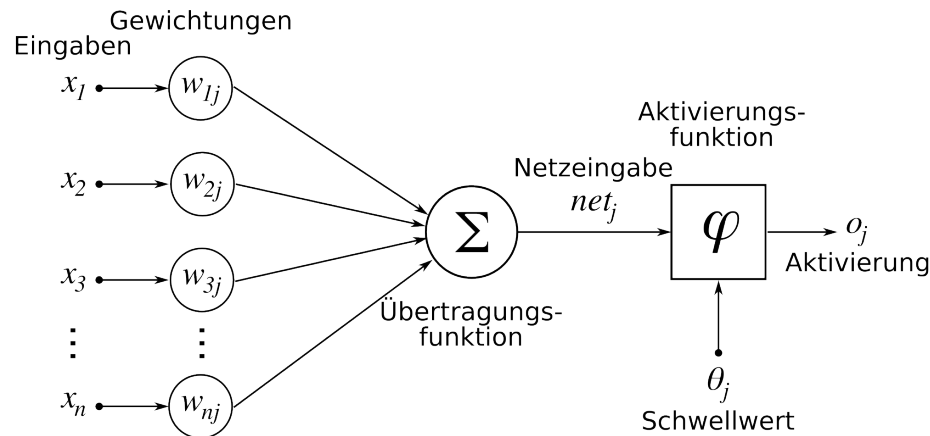 Gewichtungen
Eingaben
x1
w1j
x2
w2j
x3
w3j
⋮ ⋮
xn
wnj
Σ
Übertragungs-
funktion
Netzeingabe
netj
Aktivierungs-
funktion
φ
oj
Aktivierung
θj
Schwellwert